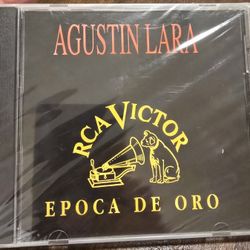 AGUSTIN LARA
RCA VICTOR
EPOCA DE ORO